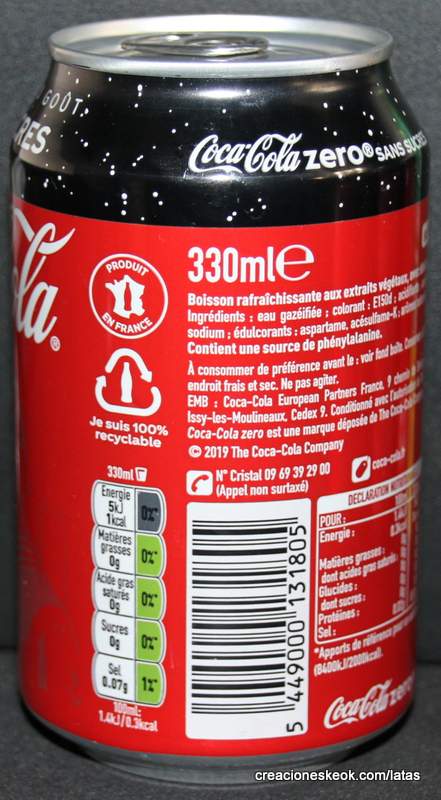 GOÛT
RES
Coca-Cola zero® SANS SUCRES
la®
PRODUIT
EN FRANCE
Je suis 100%
recyclable
330ml℮
Boisson rafraîchissante aux extraits végétaux,
Ingrédients : eau gazéifiée ; colorant : E150d ;
sodium ; édulcorants : aspartame, acésulfame-K ;
Contient une source de phénylalanine.
À consommer de préférence avant le : voir fond boîte.
endroit frais et sec. Ne pas agiter.
EMB : Coca-Cola European Partners France, 9 chemin
Issy-les-Moulineaux, Cedex 9. Conditionné avec
Coca-Cola zero est une marque déposée de The Coca-Cola
© 2019 The Coca-Cola Company
N° Cristal 09 69 39 29 00
(Appel non surtaxé)
coca-cola.fr
330ml
Energie
5kJ
1kcal
0%*
Matières
grasses
0g
0%*
Acide gras
saturés
0g
0%*
Sucres
0g
0%*
Sel
0.07g
1%*
100ml:
1.4kJ/0.3kcal
5 449000 131805
DECLARATION
POUR :
Energie :
Matières grasses :
dont acides gras saturés
Glucides :
dont sucres :
Protéines :
Sel :
*Apports de référence pour
(8400kJ/2000kcal).
Coca-Cola zero
creacioneskeok.com/latas